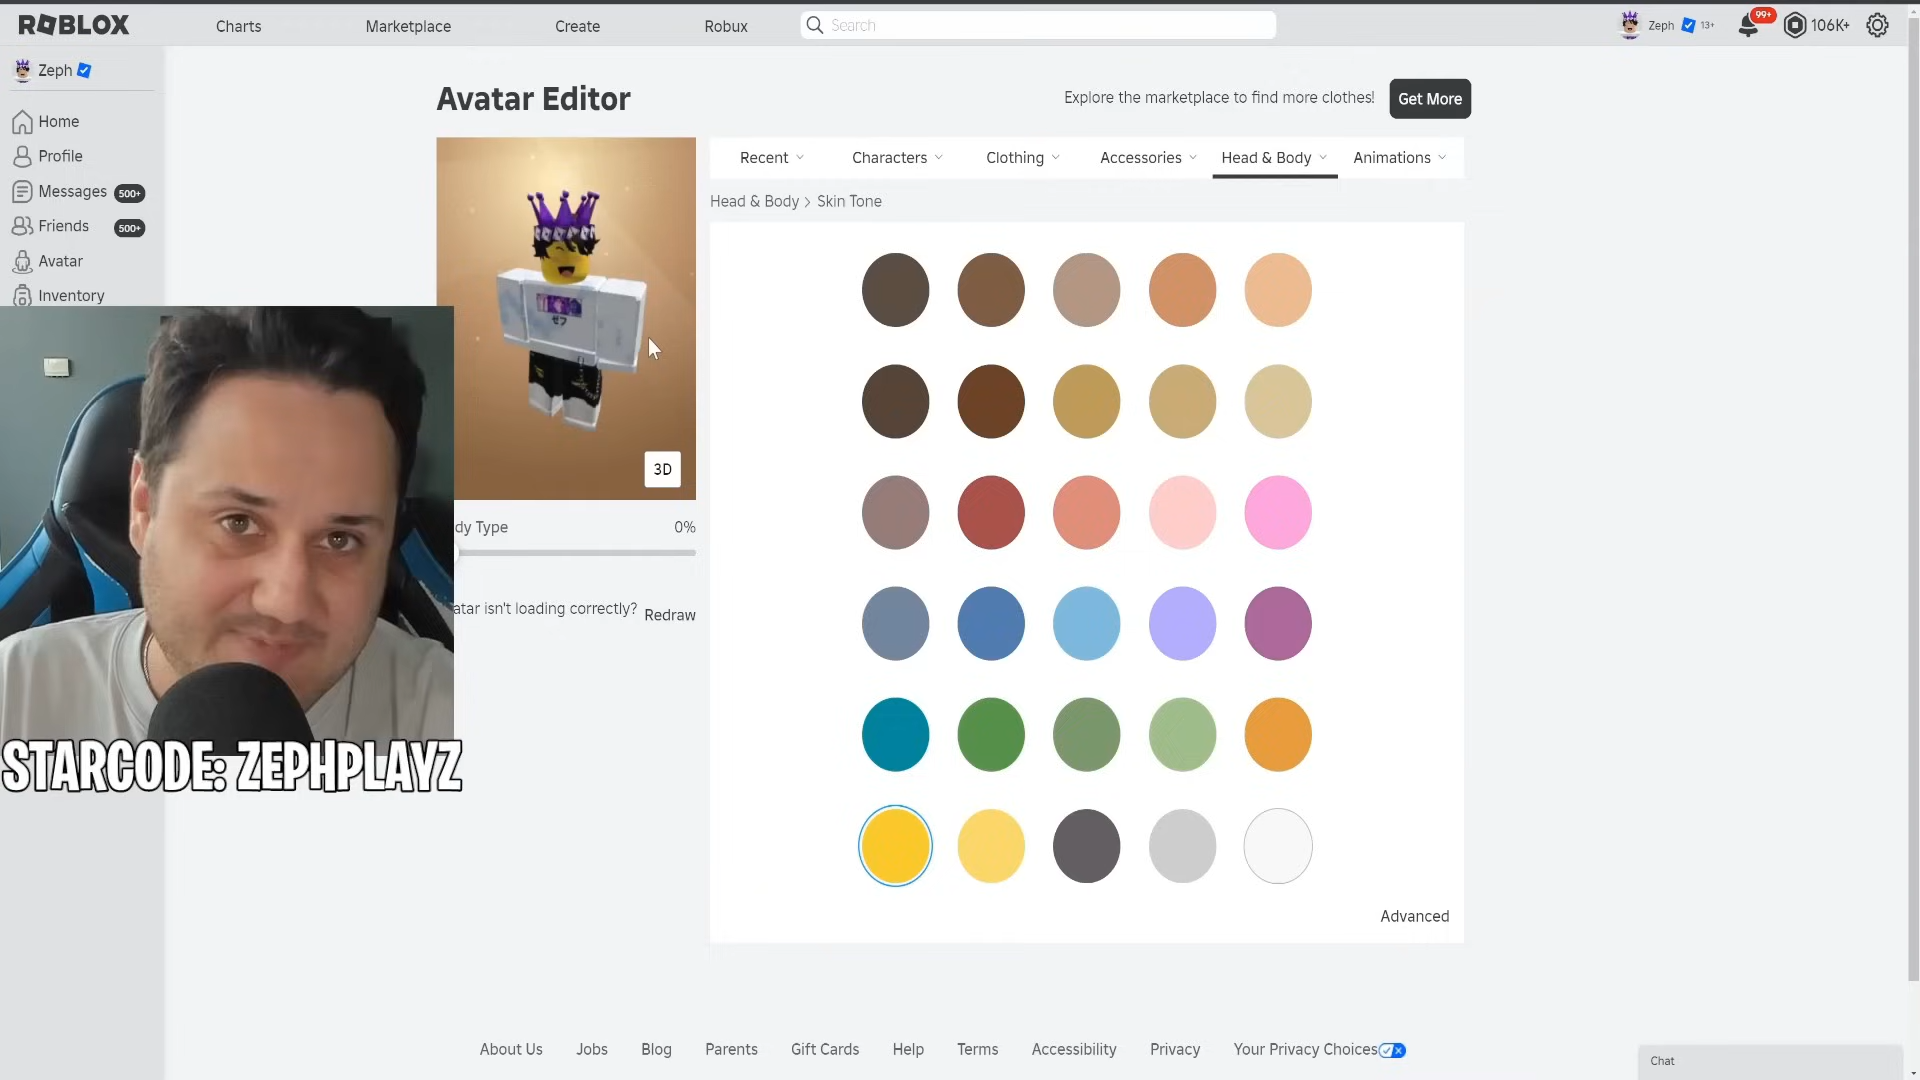 ROBLOX
Charts
Marketplace
Create
Robux
Search
Zeph
13+
99+
106K+
Zeph
Home
Profile
Messages
500+
Friends
500+
Avatar
Inventory
Avatar Editor
Explore the marketplace to find more clothes!
Get More
Recent
Characters
Clothing
Accessories
Head & Body
Animations
Head & Body > Skin Tone
ゼフ
3D
dy Type
0%
atar isn't loading correctly?
Redraw
STARCODE: ZEPHPLAYZ
Advanced
About Us
Jobs
Blog
Parents
Gift Cards
Help
Terms
Accessibility
Privacy
Your Privacy Choices
Chat